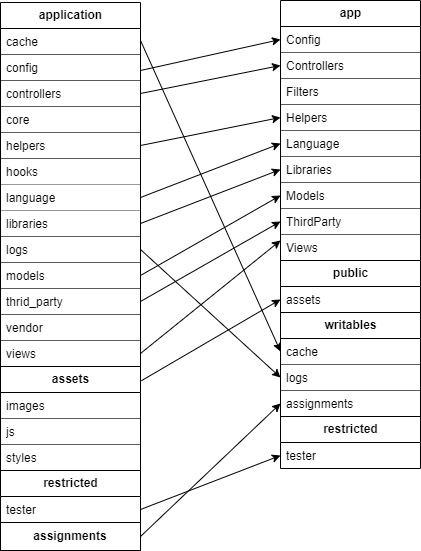 application
cache
config
controllers
core
helpers
hooks
language
libraries
logs
models
thrid_party
vendor
views
assets
images
js
styles
restricted
tester
assignments
app
Config
Controllers
Filters
Helpers
Language
Libraries
Models
ThirdParty
Views
public
assets
writables
cache
logs
assignments
restricted
tester